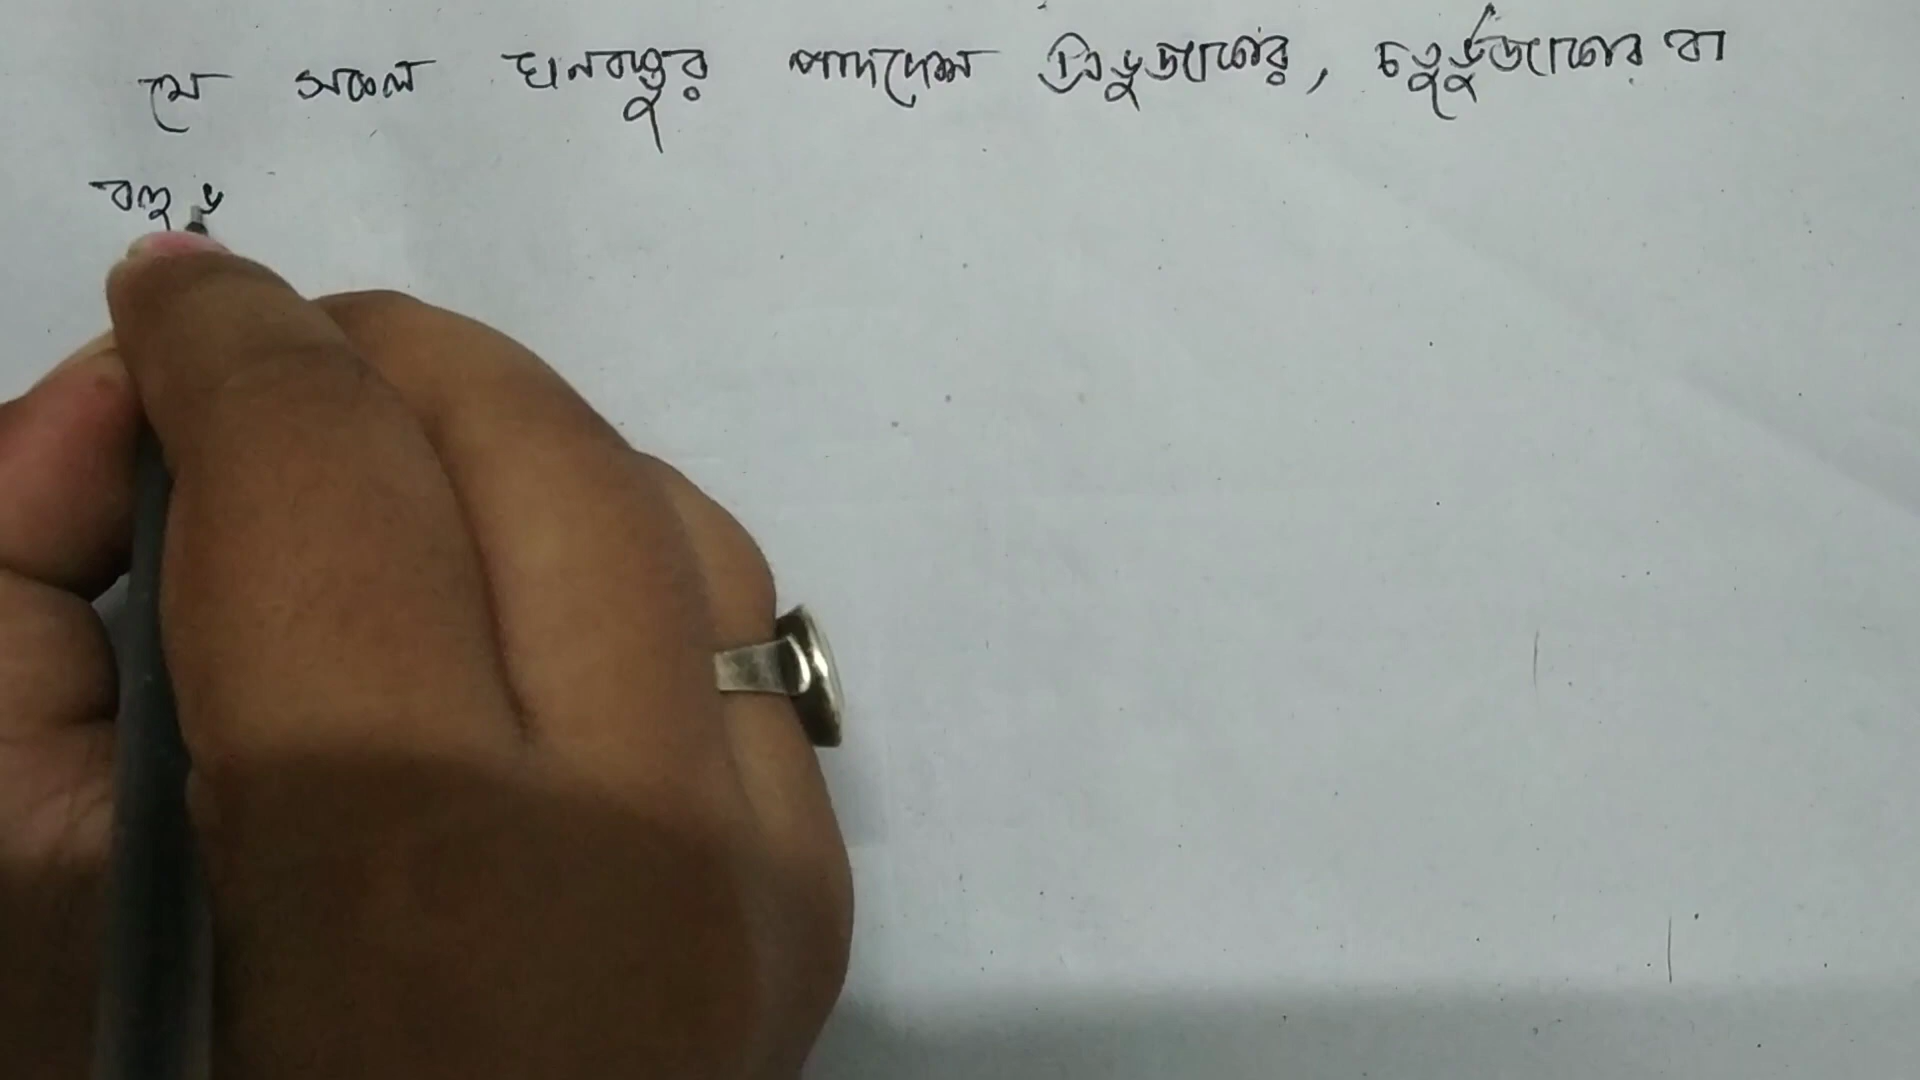 যে সকল ঘনবস্তুর পাদদেশ ত্রিভুজাকার, চতুর্ভুজাকার বা
বহুভ